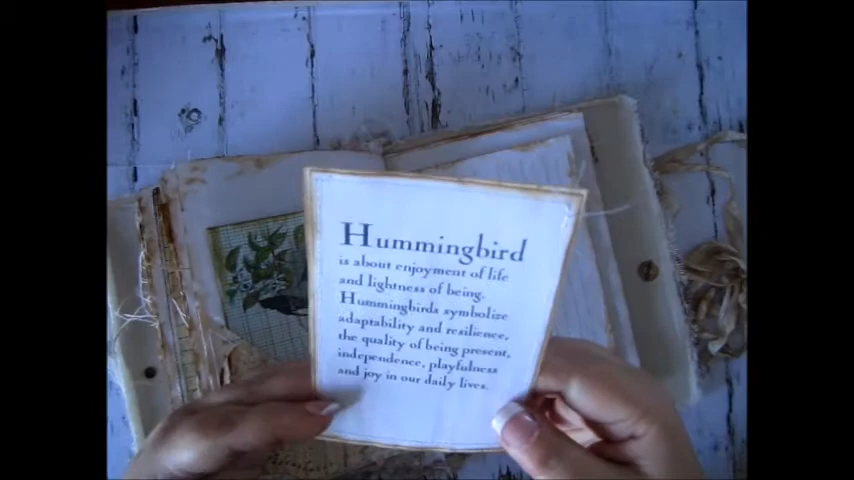 Hummingbird
is about enjoyment of life
and lightness of being.
Hummingbirds symbolize
adaptability and resilience,
the quality of being present,
independence, playfulness
and joy in our daily lives.